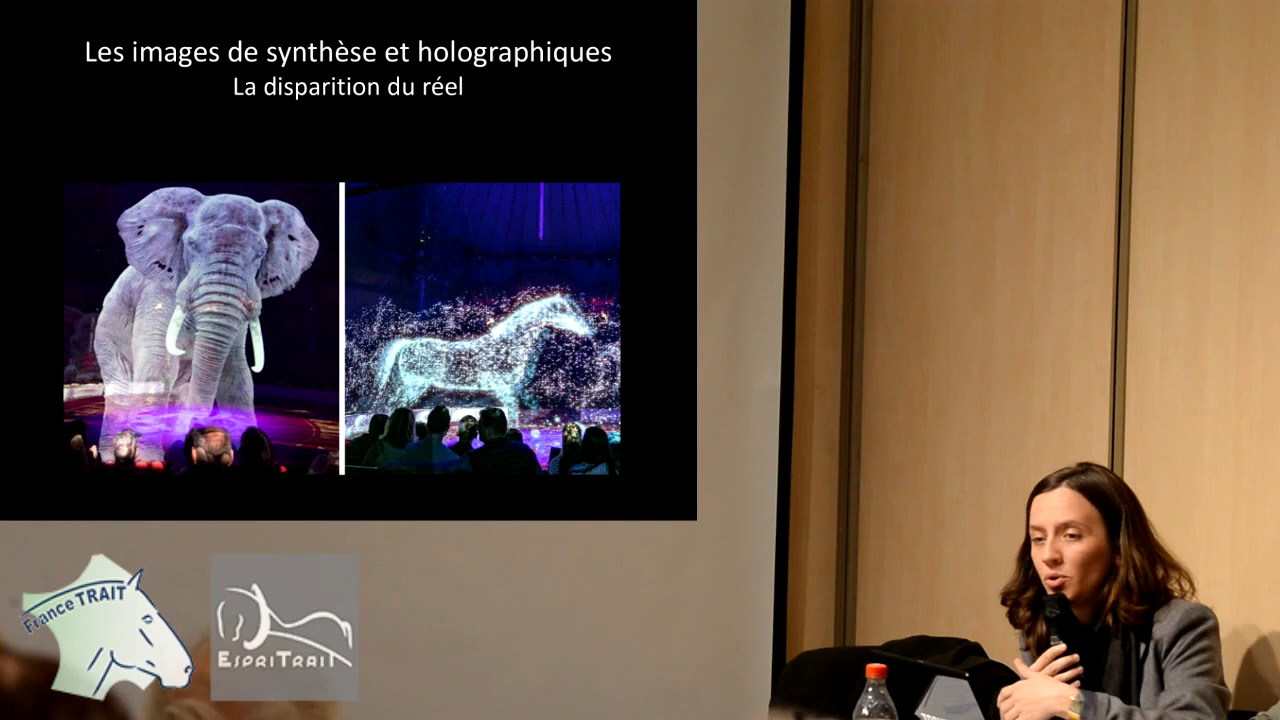 Les images de synthèse et holographiques
La disparition du réel
France TRAIT
ESPRITRAIT